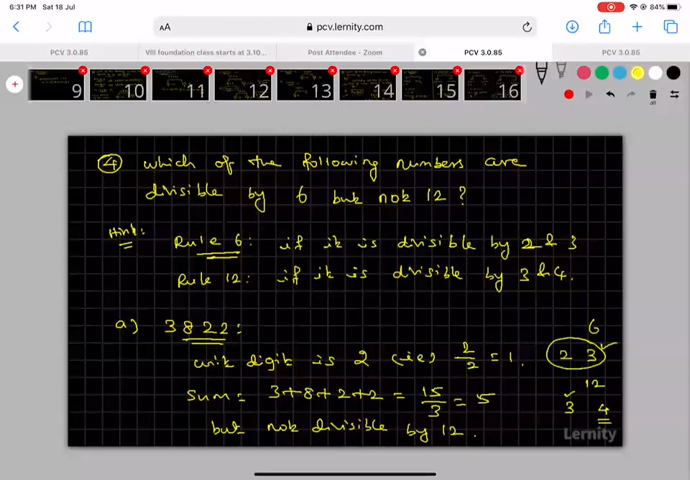 6:31 PM Sat 18 Jul
84%
AA
pcv.lernity.com
PCV 3.0.85
VIII foundation class starts at 3.10...
Post Attendee - Zoom
PCV 3.0.85
PCV 3.0.85
9 10 11 12 13 14 15 16
all
④ which of the following numbers are
divisible by 6 but not 12 ?
Hint:
Rule 6: if it is divisible by 2 & 3
Rule 12: if it is divisible by 3 & 4.
a) 3822:
6
unit digit is 2 (ie) 2/2 = 1.
2 3
12
sum = 3+8+2+2 = 15/3 = 5
3 4
but not divisible by 12.
Lernity